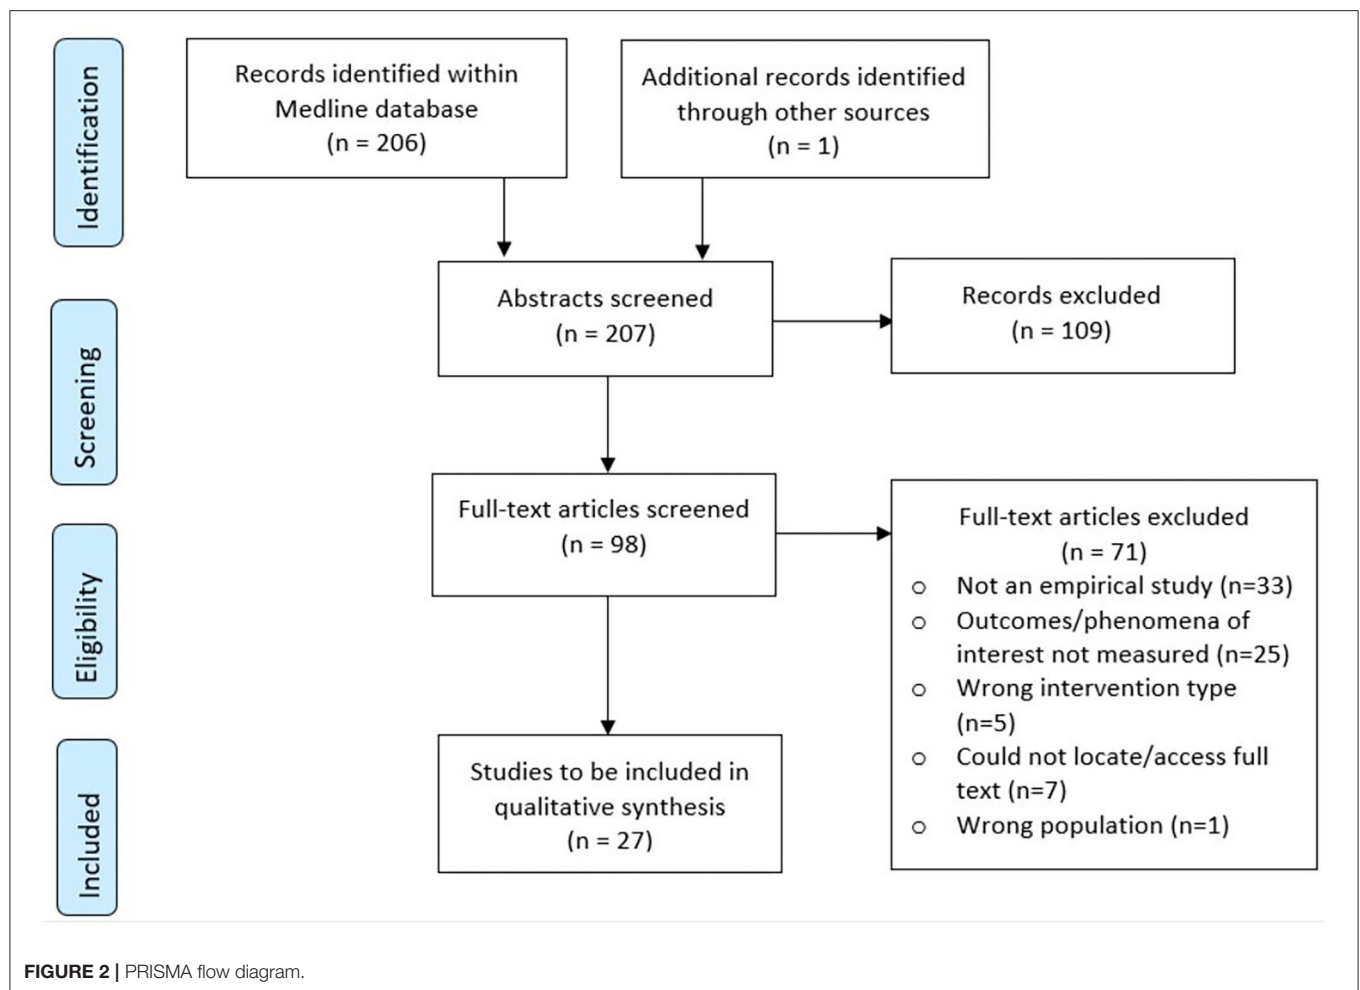 Identification
Records identified within
Medline database
(n = 206)
Additional records identified
through other sources
(n = 1)
Screening
Abstracts screened
(n = 207)
Records excluded
(n = 109)
Eligibility
Full-text articles screened
(n = 98)
Full-text articles excluded
(n = 71)
o Not an empirical study (n=33)
o Outcomes/phenomena of
interest not measured (n=25)
o Wrong intervention type
(n=5)
o Could not locate/access full
text (n=7)
o Wrong population (n=1)
Included
Studies to be included in
qualitative synthesis
(n = 27)
FIGURE 2 | PRISMA flow diagram.